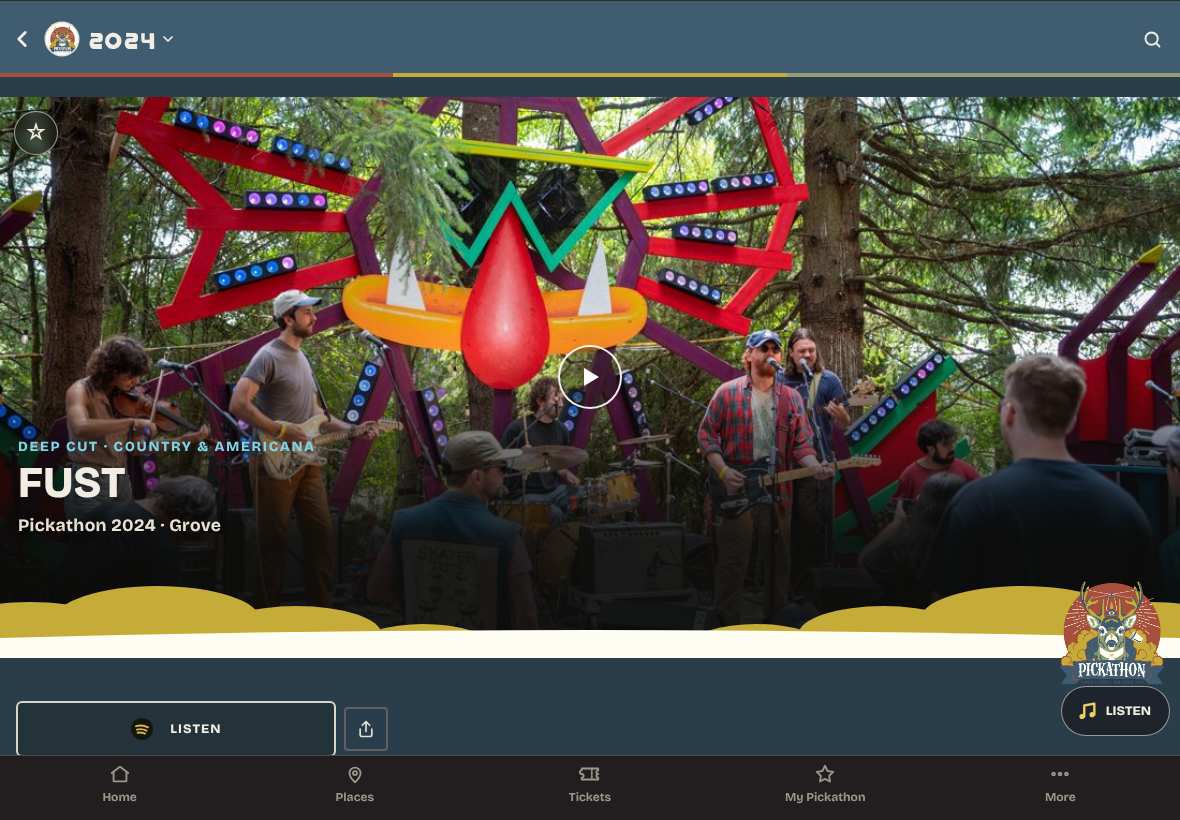 2024
DEEP CUT · COUNTRY & AMERICANA
FUST
Pickathon 2024 · Grove
PICKATHON
LISTEN
LISTEN
Home
Places
Tickets
My Pickathon
More